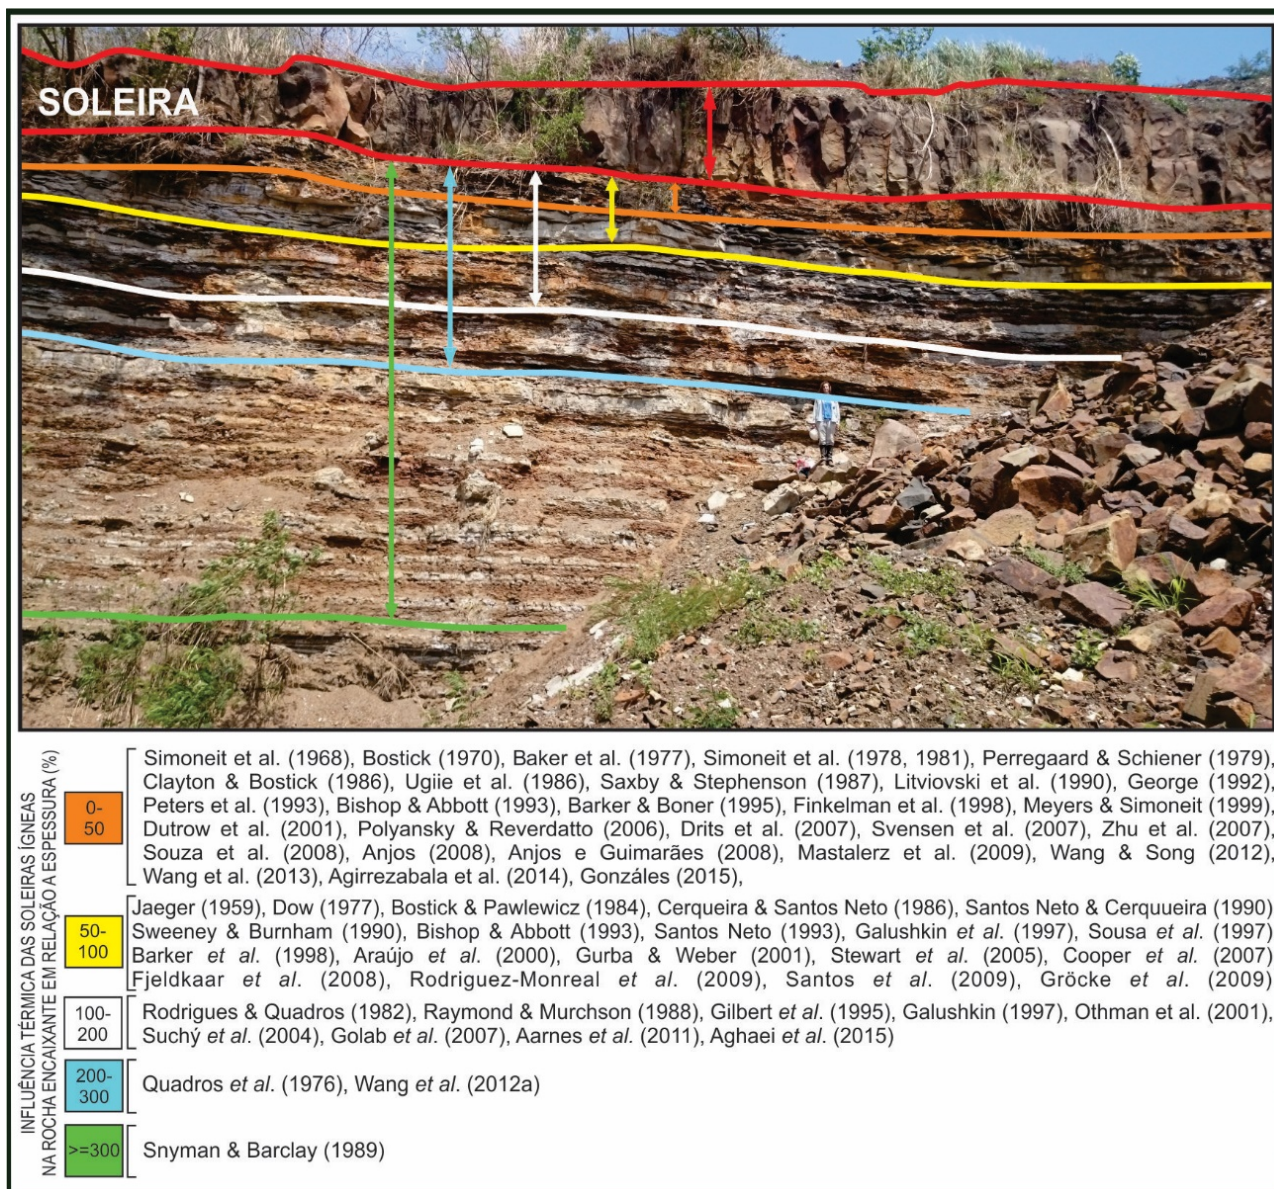 SOLEIRA
INFLUÊNCIA TÉRMICA DAS SOLEIRAS ÍGNEAS
NA ROCHA ENCAIXANTE EM RELAÇÃO A ESPESSURA (%)
0-
50
Simoneit et al. (1968), Bostick (1970), Baker et al. (1977), Simoneit et al. (1978, 1981), Perregaard & Schiener (1979),
Clayton & Bostick (1986), Ugiie et al. (1986), Saxby & Stephenson (1987), Litviovski et al. (1990), George (1992),
Peters et al. (1993), Bishop & Abbott (1993), Barker & Boner (1995), Finkelman et al. (1998), Meyers & Simoneit (1999),
Dutrow et al. (2001), Polyansky & Reverdatto (2006), Drits et al. (2007), Svensen et al. (2007), Zhu et al. (2007),
Souza et al. (2008), Anjos (2008), Anjos e Guimarães (2008), Mastalerz et al. (2009), Wang & Song (2012),
Wang et al. (2013), Agirrezabala et al. (2014), Gonzáles (2015),
50-
100
Jaeger (1959), Dow (1977), Bostick & Pawlewicz (1984), Cerqueira & Santos Neto (1986), Santos Neto & Cerquueira (1990)
Sweeney & Burnham (1990), Bishop & Abbott (1993), Santos Neto (1993), Galushkin et al. (1997), Sousa et al. (1997)
Barker et al. (1998), Araújo et al. (2000), Gurba & Weber (2001), Stewart et al. (2005), Cooper et al. (2007)
Fjeldkaar et al. (2008), Rodriguez-Monreal et al. (2009), Santos et al. (2009), Gröcke et al. (2009)
100-
200
Rodrigues & Quadros (1982), Raymond & Murchson (1988), Gilbert et al. (1995), Galushkin (1997), Othman et al. (2001),
Suchý et al. (2004), Golab et al. (2007), Aarnes et al. (2011), Aghaei et al. (2015)
200-
300
Quadros et al. (1976), Wang et al. (2012a)
>=300
Snyman & Barclay (1989)